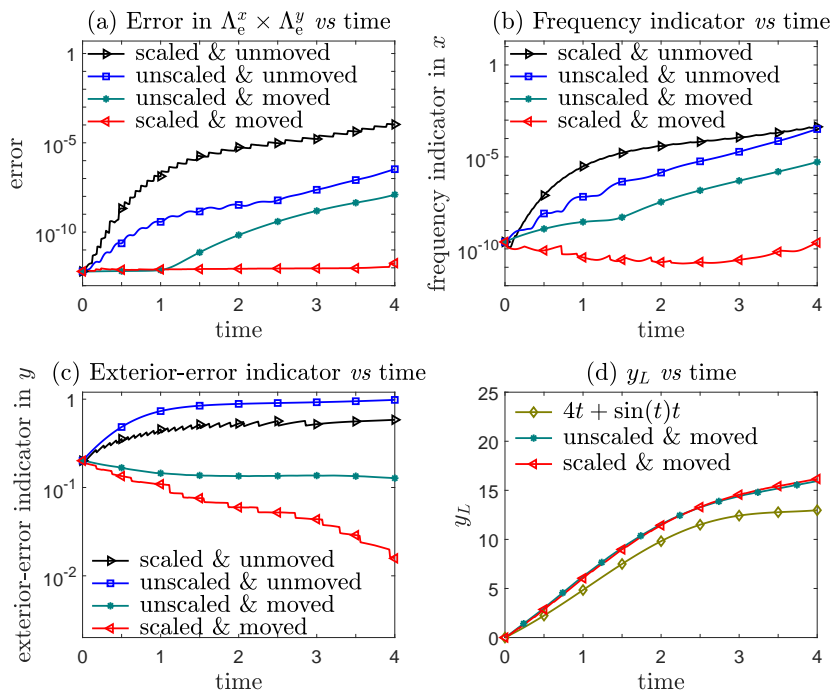 (a) Error in Λₑˣ × Λₑʸ vs time
1
10⁻⁵
10⁻¹⁰
error
scaled & unmoved
unscaled & unmoved
unscaled & moved
scaled & moved
0 1 2 3 4
time
(b) Frequency indicator vs time
1
10⁻⁵
10⁻¹⁰
frequency indicator in x
scaled & unmoved
unscaled & unmoved
unscaled & moved
scaled & moved
0 1 2 3 4
time
(c) Exterior-error indicator vs time
1
10⁻¹
10⁻²
exterior-error indicator in y
scaled & unmoved
unscaled & unmoved
unscaled & moved
scaled & moved
0 1 2 3 4
time
(d) y_L vs time
25
20
15
10
5
0
y_L
4t + sin(t)t
unscaled & moved
scaled & moved
0 1 2 3 4
time